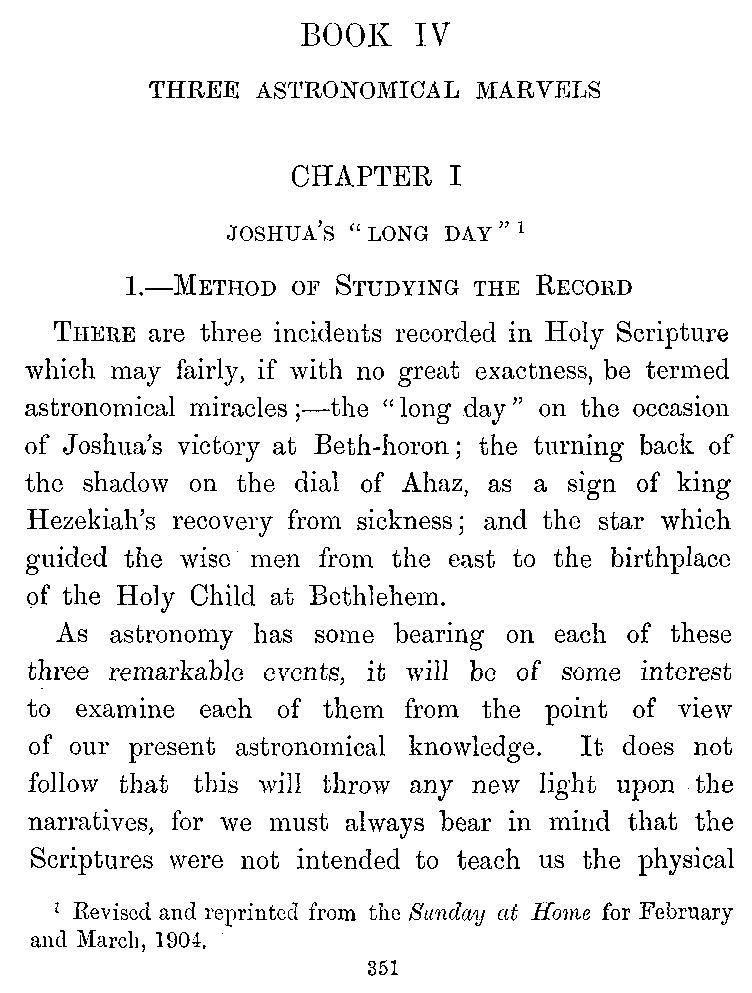 BOOK IV
THREE ASTRONOMICAL MARVELS
CHAPTER I
JOSHUA'S “LONG DAY” 1
1.—METHOD OF STUDYING THE RECORD
THERE are three incidents recorded in Holy Scripture
which may fairly, if with no great exactness, be termed
astronomical miracles;—the “long day” on the occasion
of Joshua's victory at Beth-horon; the turning back of
the shadow on the dial of Ahaz, as a sign of king
Hezekiah's recovery from sickness; and the star which
guided the wise men from the east to the birthplace
of the Holy Child at Bethlehem.
As astronomy has some bearing on each of these
three remarkable events, it will be of some interest
to examine each of them from the point of view
of our present astronomical knowledge. It does not
follow that this will throw any new light upon the
narratives, for we must always bear in mind that the
Scriptures were not intended to teach us the physical
1 Revised and reprinted from the Sunday at Home for February
and March, 1904.
351